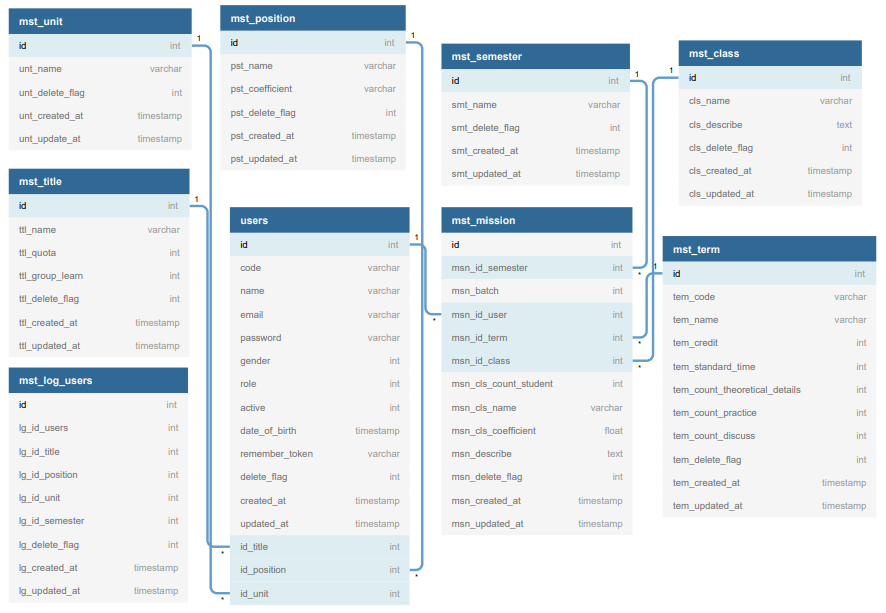 mst_unit
id int
unt_name varchar
unt_delete_flag int
unt_created_at timestamp
unt_update_at timestamp
mst_position
id int
pst_name varchar
pst_coefficient varchar
pst_delete_flag int
pst_created_at timestamp
pst_updated_at timestamp
mst_semester
id int
smt_name varchar
smt_delete_flag int
smt_created_at timestamp
smt_updated_at timestamp
mst_class
id int
cls_name varchar
cls_describe text
cls_delete_flag int
cls_created_at timestamp
cls_updated_at timestamp
mst_title
id int
ttl_name varchar
ttl_quota int
ttl_group_learn int
ttl_delete_flag int
ttl_created_at timestamp
ttl_updated_at timestamp
users
id int
code varchar
name varchar
email varchar
password varchar
gender int
role int
active int
date_of_birth timestamp
remember_token varchar
delete_flag int
created_at timestamp
updated_at timestamp
id_title int
id_position int
id_unit int
mst_mission
id int
msn_id_semester int
msn_batch int
msn_id_user int
msn_id_term int
msn_id_class int
msn_cls_count_student int
msn_cls_name varchar
msn_cls_coefficient float
msn_describe text
msn_delete_flag int
msn_created_at timestamp
msn_updated_at timestamp
mst_term
id int
tem_code varchar
tem_name varchar
tem_credit int
tem_standard_time int
tem_count_theoretical_details int
tem_count_practice int
tem_count_discuss int
tem_delete_flag int
tem_created_at timestamp
tem_updated_at timestamp
mst_log_users
id int
lg_id_users int
lg_id_title int
lg_id_position int
lg_id_unit int
lg_id_semester int
lg_delete_flag int
lg_created_at timestamp
lg_updated_at timestamp
1
1
1
1
1
1
1
*
*
*
*
*
*
*